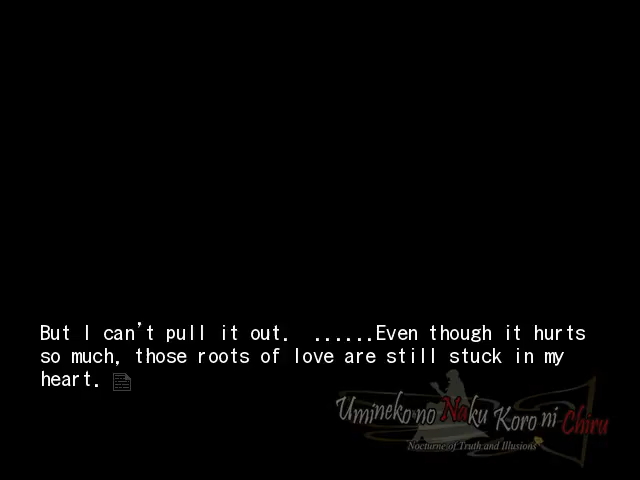 But I can't pull it out.  ......Even though it hurts
so much, those roots of love are still stuck in my
heart.
Umineko no Naku Koro ni Chiru
Nocturne of Truth and Illusions